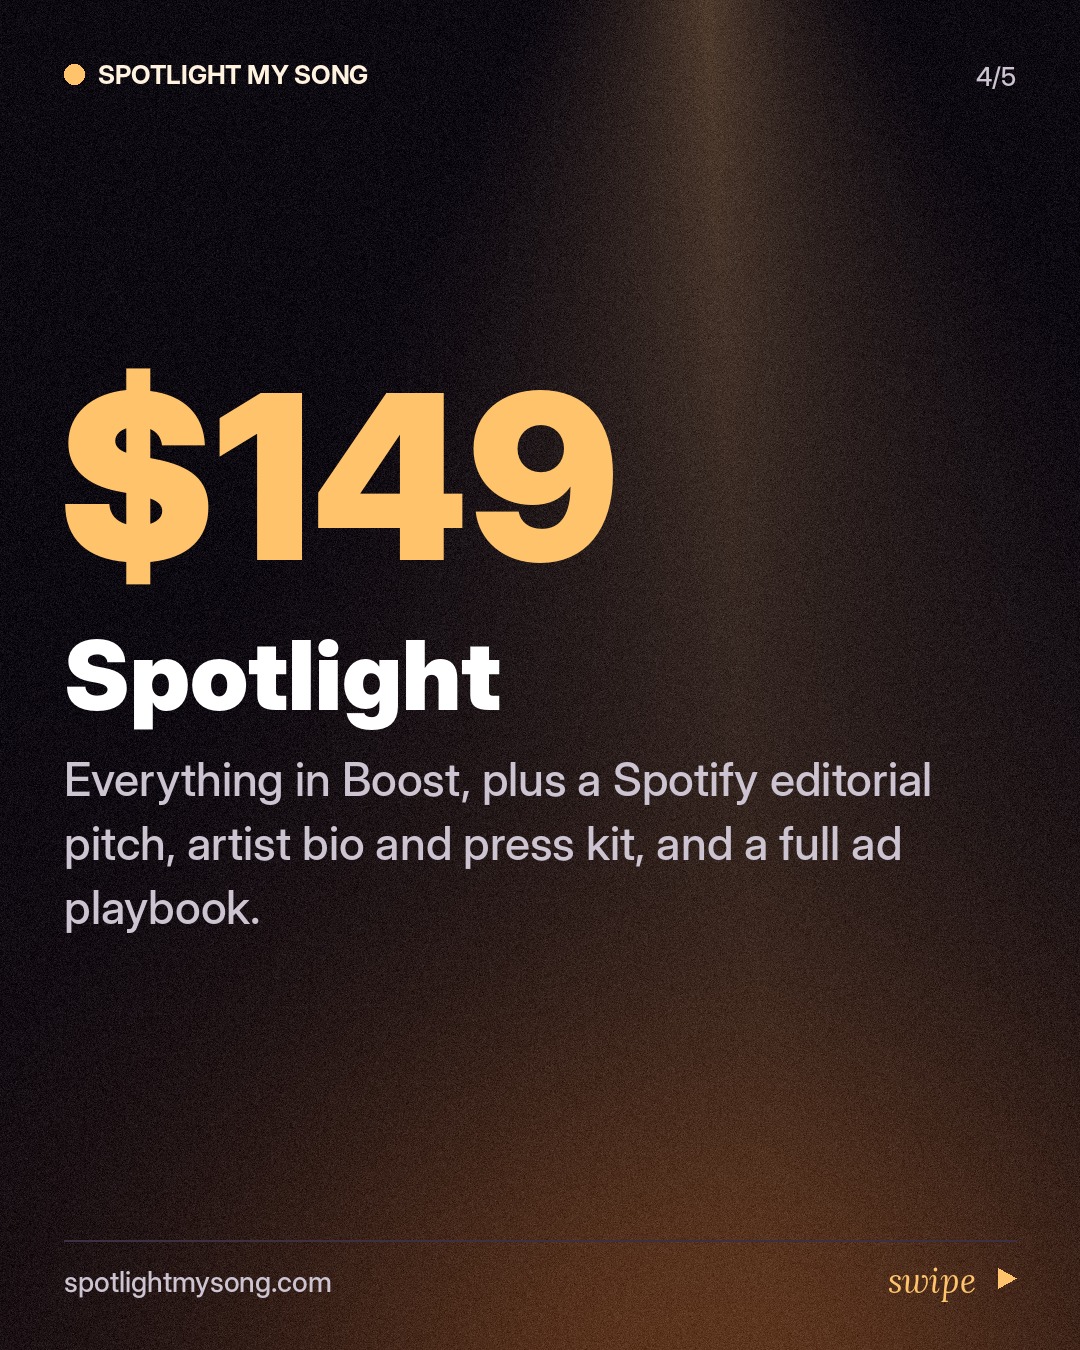 SPOTLIGHT MY SONG
4/5
$149
Spotlight
Everything in Boost, plus a Spotify editorial
pitch, artist bio and press kit, and a full ad
playbook.
spotlightmysong.com
swipe